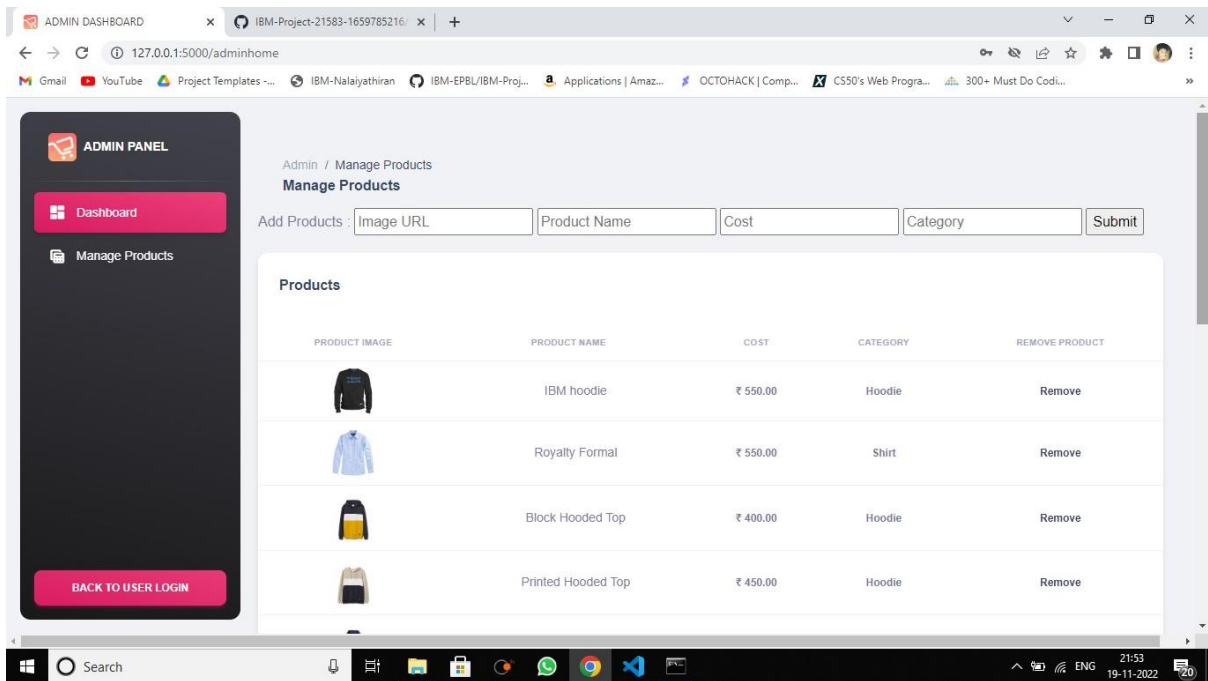 ADMIN DASHBOARD
IBM-Project-21583-1659785216/
127.0.0.1:5000/adminhome
Gmail YouTube Project Templates -... IBM-Nalaiyathiran IBM-EPBL/IBM-Proj... Applications | Amaz... OCTOHACK | Comp... CS50's Web Progra... 300+ Must Do Codi...
ADMIN PANEL
Dashboard
Manage Products
BACK TO USER LOGIN
Admin / Manage Products
Manage Products
Add Products : Image URL Product Name Cost Category Submit
Products
PRODUCT IMAGE PRODUCT NAME COST CATEGORY REMOVE PRODUCT
IBM hoodie ₹ 550.00 Hoodie Remove
Royalty Formal ₹ 550.00 Shirt Remove
Block Hooded Top ₹ 400.00 Hoodie Remove
Printed Hooded Top ₹ 450.00 Hoodie Remove
Search
ENG
21:53
19-11-2022
20